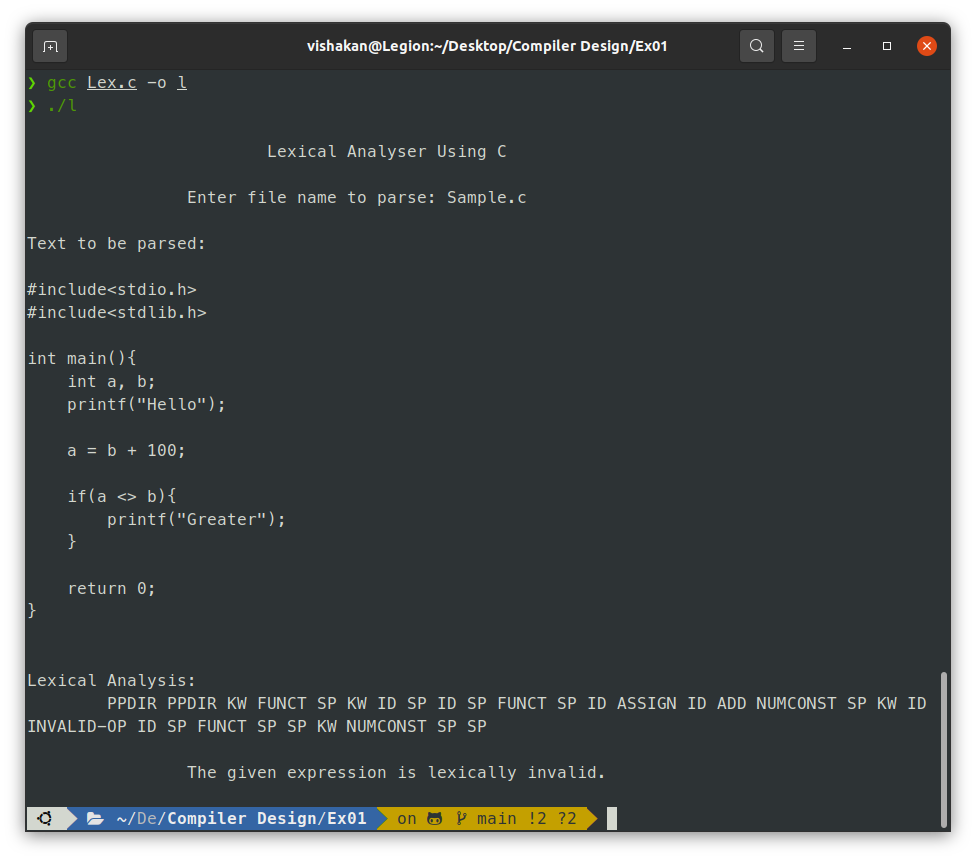 vishakan@Legion:~/Desktop/Compiler Design/Ex01
❯ gcc Lex.c -o l
❯ ./l
Lexical Analyser Using C
Enter file name to parse: Sample.c
Text to be parsed:
#include<stdio.h>
#include<stdlib.h>
int main(){
    int a, b;
    printf("Hello");
    a = b + 100;
    if(a <> b){
        printf("Greater");
    }
    return 0;
}
Lexical Analysis:
PPDIR PPDIR KW FUNCT SP KW ID SP ID SP FUNCT SP ID ASSIGN ID ADD NUMCONST SP KW ID
INVALID-OP ID SP FUNCT SP SP KW NUMCONST SP SP
The given expression is lexically invalid.
~/De/Compiler Design/Ex01 on main !2 ?2